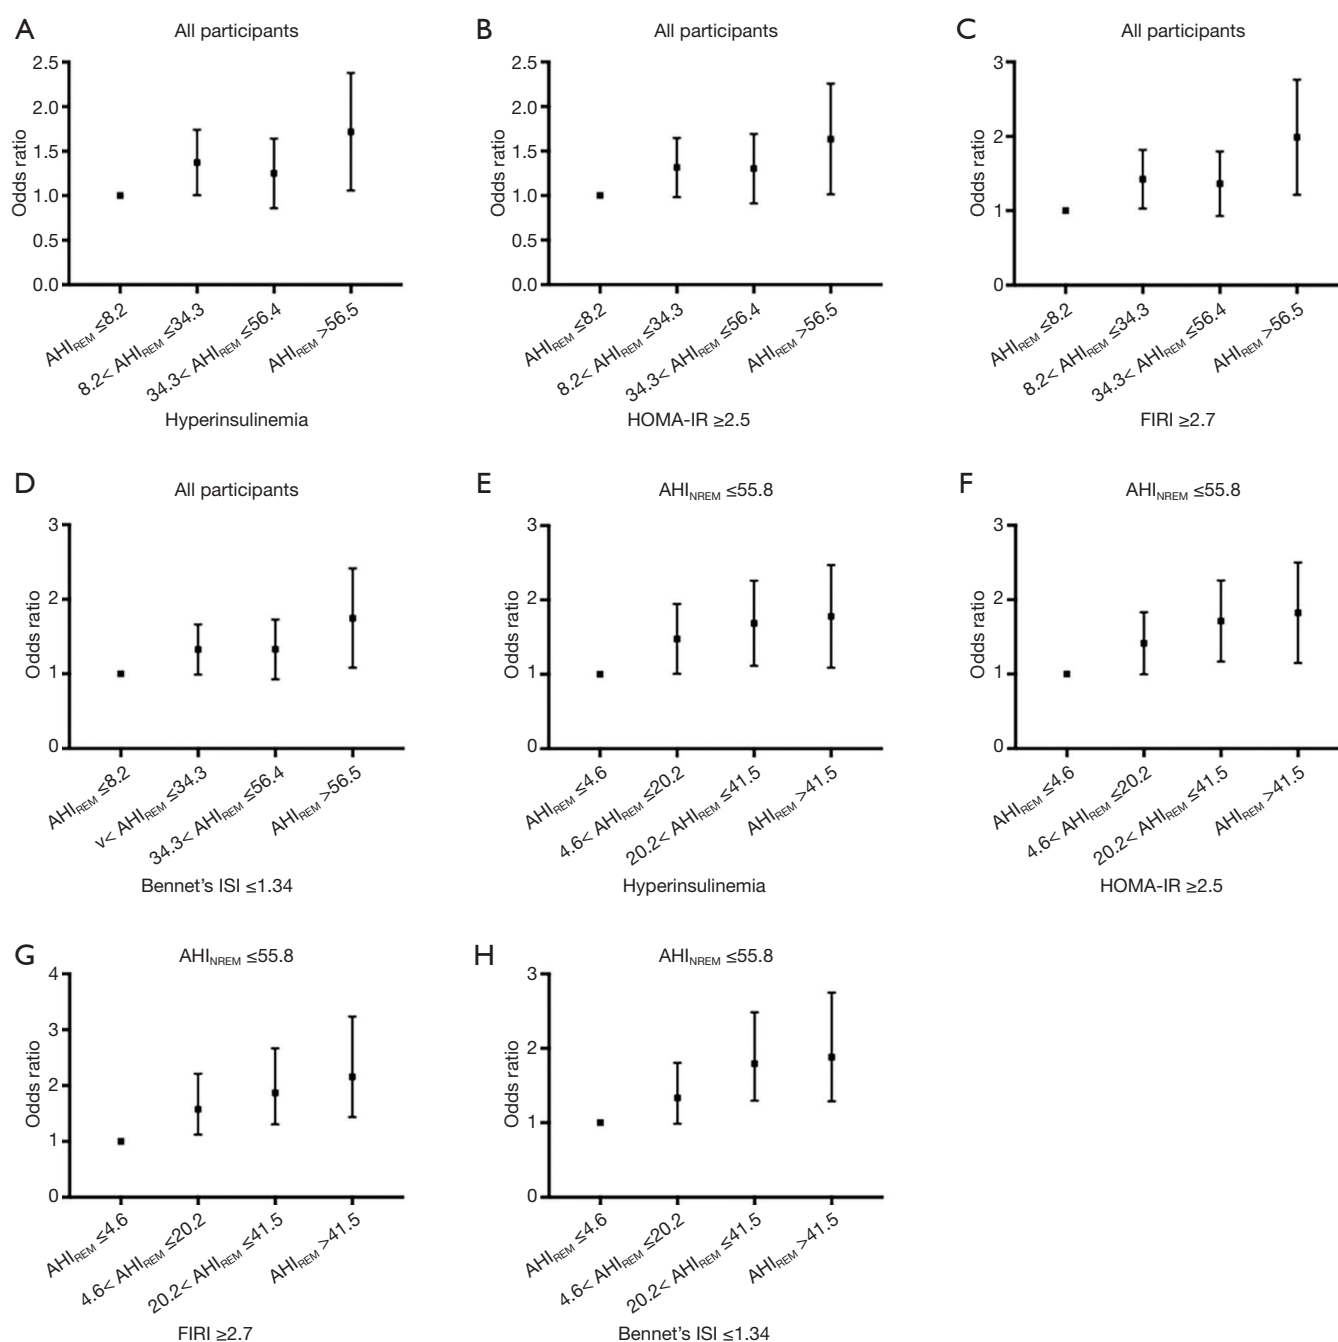 A
All participants
2.5
2.0
1.5
1.0
0.5
0.0
Odds ratio
AHIREM ≤8.2
8.2< AHIREM ≤34.3
34.3< AHIREM ≤56.4
AHIREM >56.5
Hyperinsulinemia
B
All participants
2.5
2.0
1.5
1.0
0.5
0.0
Odds ratio
AHIREM ≤8.2
8.2< AHIREM ≤34.3
34.3< AHIREM ≤56.4
AHIREM >56.5
HOMA-IR ≥2.5
C
All participants
3
2
1
0
Odds ratio
AHIREM ≤8.2
8.2< AHIREM ≤34.3
34.3< AHIREM ≤56.4
AHIREM >56.5
FIRI ≥2.7
D
All participants
3
2
1
0
Odds ratio
AHIREM ≤8.2
v< AHIREM ≤34.3
34.3< AHIREM ≤56.4
AHIREM >56.5
Bennet's ISI ≤1.34
E
AHINREM ≤55.8
3
2
1
0
Odds ratio
AHIREM ≤4.6
4.6< AHIREM ≤20.2
20.2< AHIREM ≤41.5
AHIREM >41.5
Hyperinsulinemia
F
AHINREM ≤55.8
3
2
1
0
Odds ratio
AHIREM ≤4.6
4.6< AHIREM ≤20.2
20.2< AHIREM ≤41.5
AHIREM >41.5
HOMA-IR ≥2.5
G
AHINREM ≤55.8
4
3
2
1
0
Odds ratio
AHIREM ≤4.6
4.6< AHIREM ≤20.2
20.2< AHIREM ≤41.5
AHIREM >41.5
FIRI ≥2.7
H
AHINREM ≤55.8
3
2
1
0
Odds ratio
AHIREM ≤4.6
4.6< AHIREM ≤20.2
20.2< AHIREM ≤41.5
AHIREM >41.5
Bennet's ISI ≤1.34